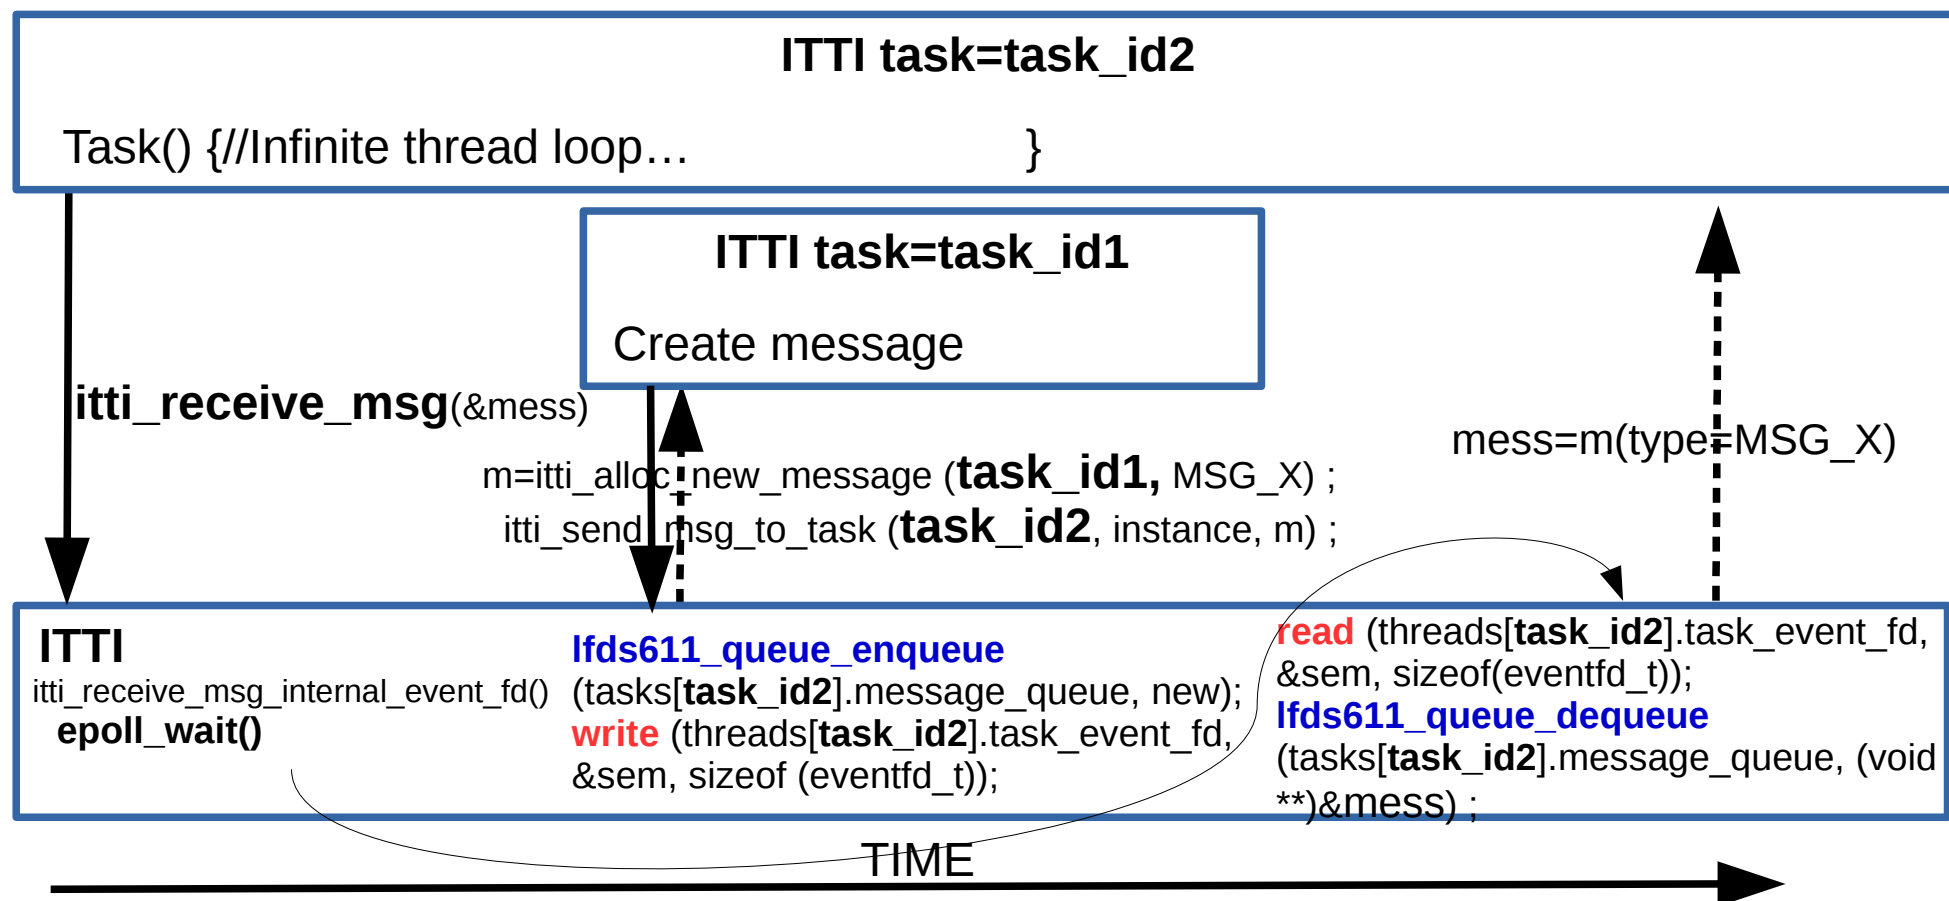 ITTI task=task_id2
Task() {//Infinite thread loop… }
ITTI task=task_id1
Create message
itti_receive_msg(&mess)
mess=m(type=MSG_X)
m=itti_alloc_new_message (task_id1, MSG_X) ;
itti_send_msg_to_task (task_id2, instance, m) ;
ITTI
itti_receive_msg_internal_event_fd()
epoll_wait()
lfds611_queue_enqueue
(tasks[task_id2].message_queue, new);
write (threads[task_id2].task_event_fd,
&sem, sizeof (eventfd_t));
read (threads[task_id2].task_event_fd,
&sem, sizeof(eventfd_t));
lfds611_queue_dequeue
(tasks[task_id2].message_queue, (void
**)&mess) ;
TIME